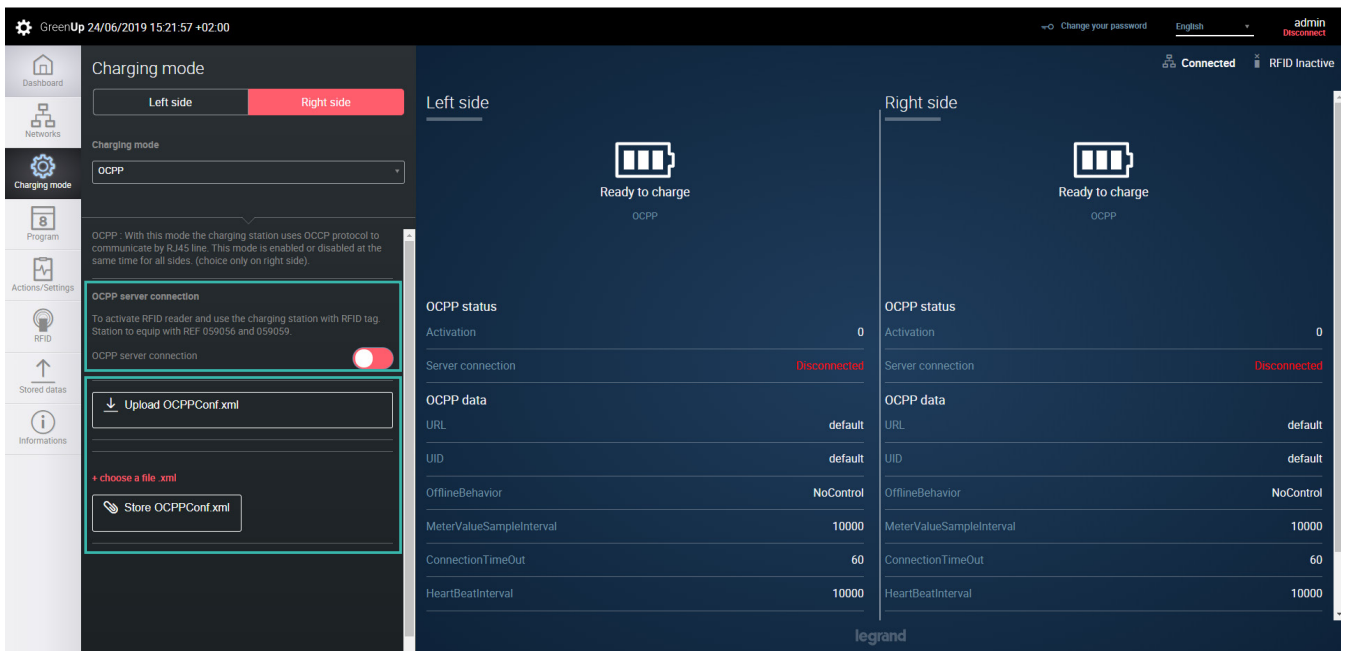 GreenUp 24/06/2019 15:21:57 +02:00
Change your password
English
admin
Disconnect
Dashboard
Networks
Charging mode
8
Program
Actions/Settings
RFID
Stored datas
Informations
Charging mode
Left side
Right side
Charging mode
OCPP
OCPP : With this mode the charging station uses OCCP protocol to
communicate by RJ45 line. This mode is enabled or disabled at the
same time for all sides. (choice only on right side).
OCPP server connection
To activate RFID reader and use the charging station with RFID tag.
Station to equip with REF 059056 and 059059.
OCPP server connection
Upload OCPPConf.xml
+ choose a file .xml
Store OCPPConf.xml
Connected
RFID Inactive
Left side
Ready to charge
OCPP
OCPP status
Activation 0
Server connection Disconnected
OCPP data
URL default
UID default
OfflineBehavior NoControl
MeterValueSampleInterval 10000
ConnectionTimeOut 60
HeartBeatInterval 10000
Right side
Ready to charge
OCPP
OCPP status
Activation 0
Server connection Disconnected
OCPP data
URL default
UID default
OfflineBehavior NoControl
MeterValueSampleInterval 10000
ConnectionTimeOut 60
HeartBeatInterval 10000
legrand